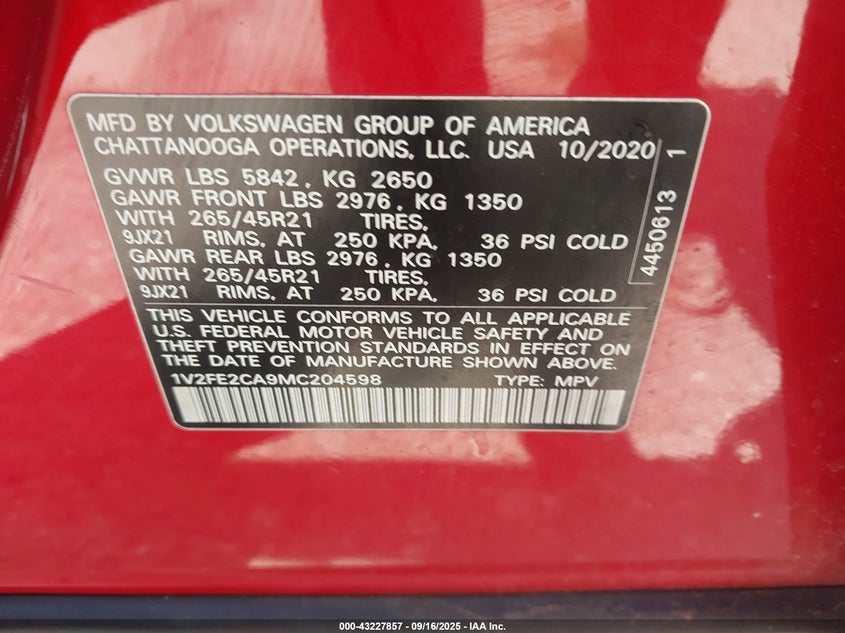 MFD BY VOLKSWAGEN GROUP OF AMERICA
CHATTANOOGA OPERATIONS, LLC. USA 10/2020
GVWR LBS 5842, KG 2650
GAWR FRONT LBS 2976, KG 1350
WITH 265/45R21 TIRES,
9JX21 RIMS, AT 250 KPA, 36 PSI COLD
GAWR REAR LBS 2976, KG 1350
WITH 265/45R21 TIRES,
9JX21 RIMS, AT 250 KPA, 36 PSI COLD
4450613 1
THIS VEHICLE CONFORMS TO ALL APPLICABLE
U.S. FEDERAL MOTOR VEHICLE SAFETY AND
THEFT PREVENTION STANDARDS IN EFFECT ON
THE DATE OF MANUFACTURE SHOWN ABOVE.
1V2FE2CA9MC204598 TYPE: MPV
000-43227857 - 09/16/2025 - IAA Inc.